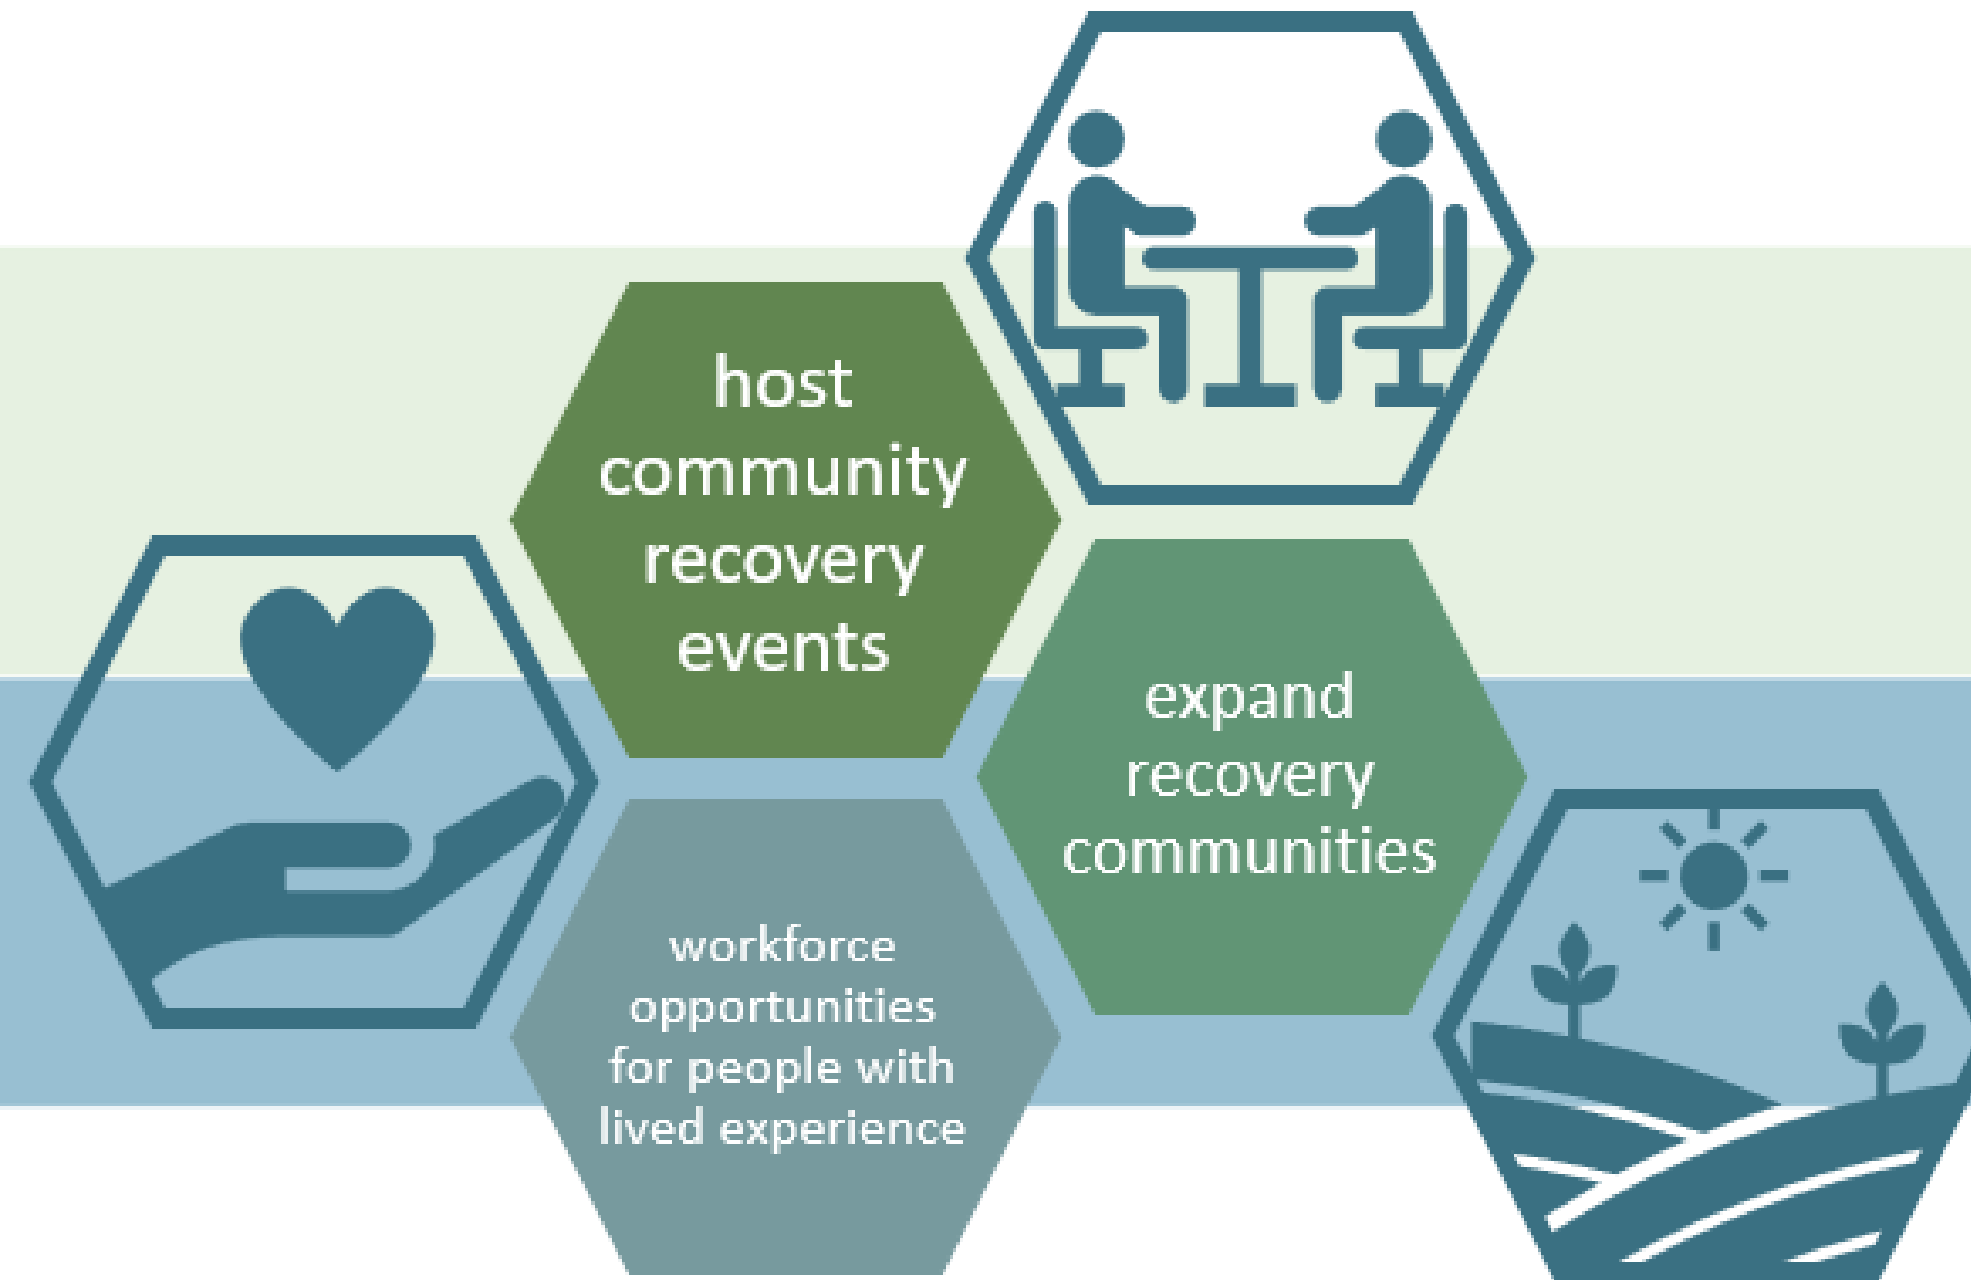 host
community
recovery
events
expand
recovery
communities
workforce
opportunities
for people with
lived experience